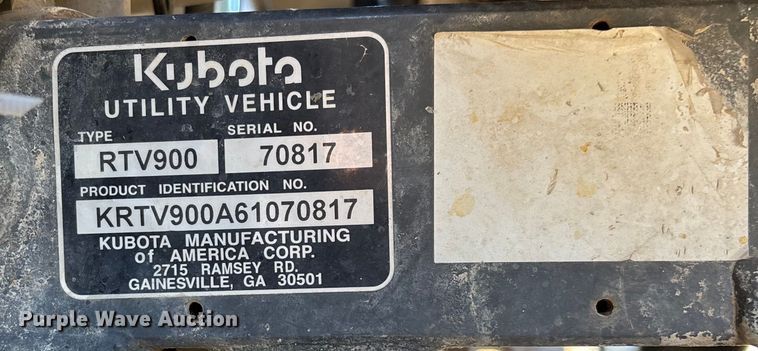 Kubota
UTILITY VEHICLE
TYPE SERIAL NO.
RTV900 70817
PRODUCT IDENTIFICATION NO.
KRTV900A61070817
KUBOTA MANUFACTURING
of AMERICA CORP.
2715 RAMSEY RD.
GAINESVILLE, GA 30501
Purple Wave Auction